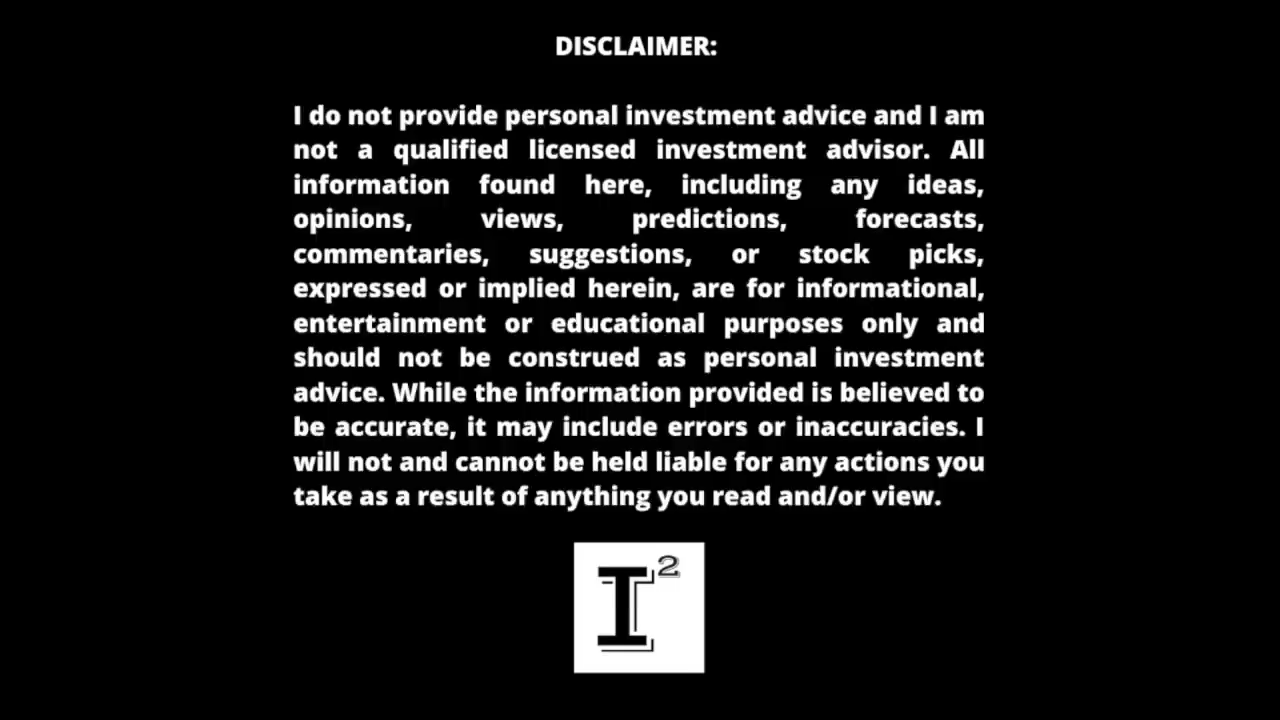 DISCLAIMER:
I do not provide personal investment advice and I am
not a qualified licensed investment advisor. All
information found here, including any ideas,
opinions, views, predictions, forecasts,
commentaries, suggestions, or stock picks,
expressed or implied herein, are for informational,
entertainment or educational purposes only and
should not be construed as personal investment
advice. While the information provided is believed to
be accurate, it may include errors or inaccuracies. I
will not and cannot be held liable for any actions you
take as a result of anything you read and/or view.
I²